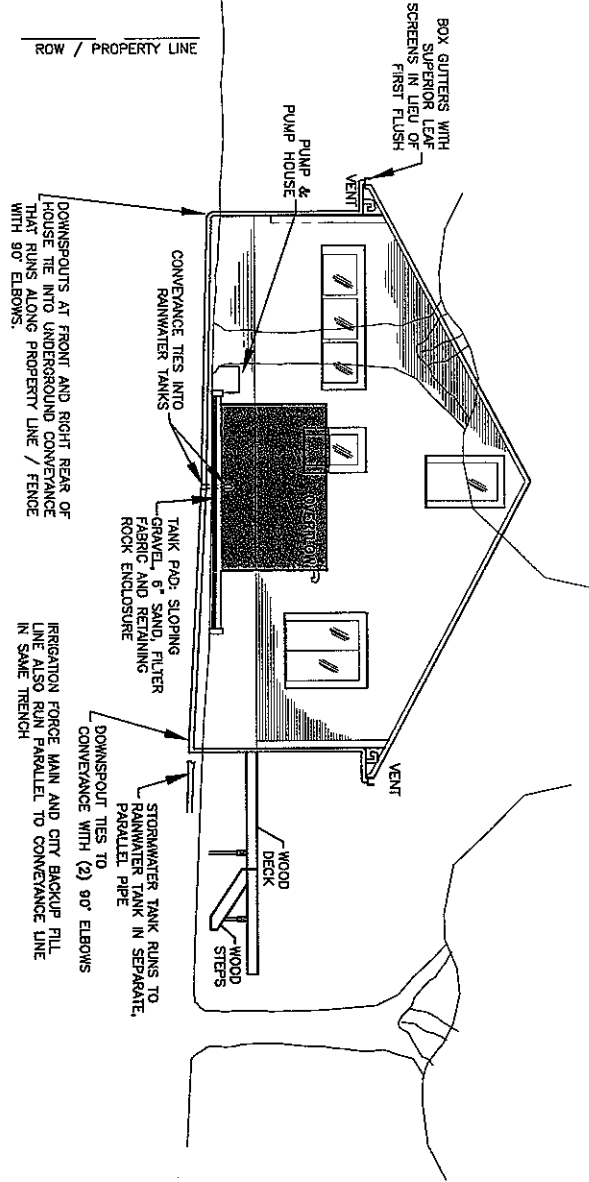 ROW / PROPERTY LINE
BOX GUTTERS WITH
SUPERIOR LEAF
SCREENS IN LIEU OF
FIRST FLUSH
VENT
PUMP &
PUMP HOUSE
CONVEYANCE TIES INTO
RAINWATER TANKS
DOWNSPOUTS AT FRONT AND RIGHT REAR OF
HOUSE TIE INTO UNDERGROUND CONVEYANCE
THAT RUNS ALONG PROPERTY LINE / FENCE
WITH 90° ELBOWS.
OVERFLOW
TANK PAD: SLOPING
GRAVEL, 6" SAND, FILTER
FABRIC AND RETAINING
ROCK ENCLOSURE
VENT
WOOD
DECK
WOOD
STEPS
STORMWATER TANK RUNS TO
RAINWATER TANK IN SEPARATE,
PARALLEL PIPE
DOWNSPOUT TIES TO
CONVEYANCE WITH (2) 90° ELBOWS
IRRIGATION FORCE MAIN AND CITY BACKUP FILL
LINE ALSO RUN PARALLEL TO CONVEYANCE LINE
IN SAME TRENCH